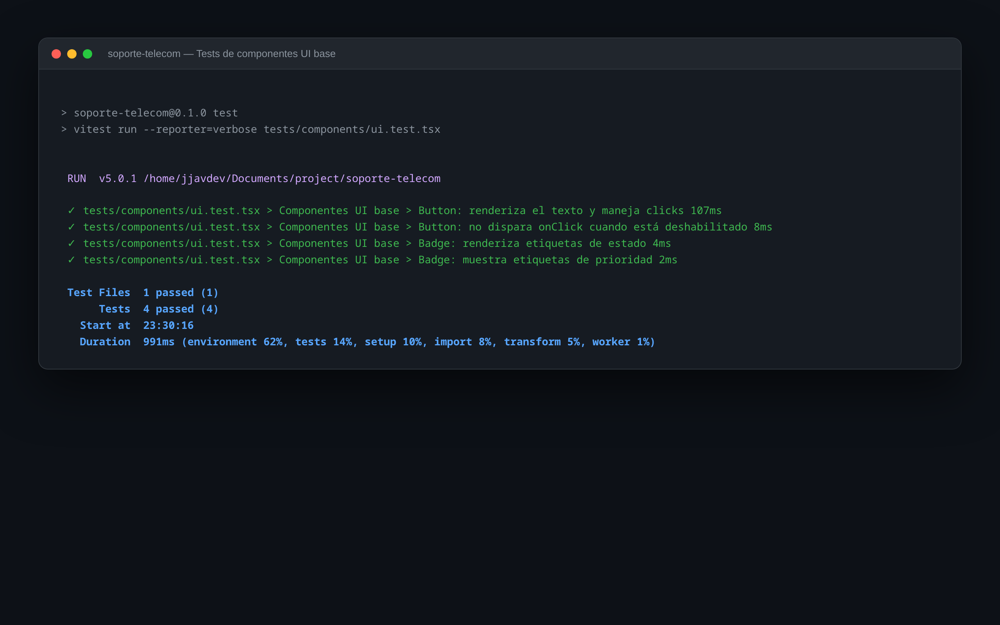 soporte-telecom — Tests de componentes UI base
> soporte-telecom@0.1.0 test
> vitest run --reporter=verbose tests/components/ui.test.tsx
RUN  v5.0.1 /home/jjavdev/Documents/project/soporte-telecom
✓ tests/components/ui.test.tsx > Componentes UI base > Button: renderiza el texto y maneja clicks 107ms
✓ tests/components/ui.test.tsx > Componentes UI base > Button: no dispara onClick cuando está deshabilitado 8ms
✓ tests/components/ui.test.tsx > Componentes UI base > Badge: renderiza etiquetas de estado 4ms
✓ tests/components/ui.test.tsx > Componentes UI base > Badge: muestra etiquetas de prioridad 2ms
Test Files  1 passed (1)
Tests  4 passed (4)
Start at  23:30:16
Duration  991ms (environment 62%, tests 14%, setup 10%, import 8%, transform 5%, worker 1%)